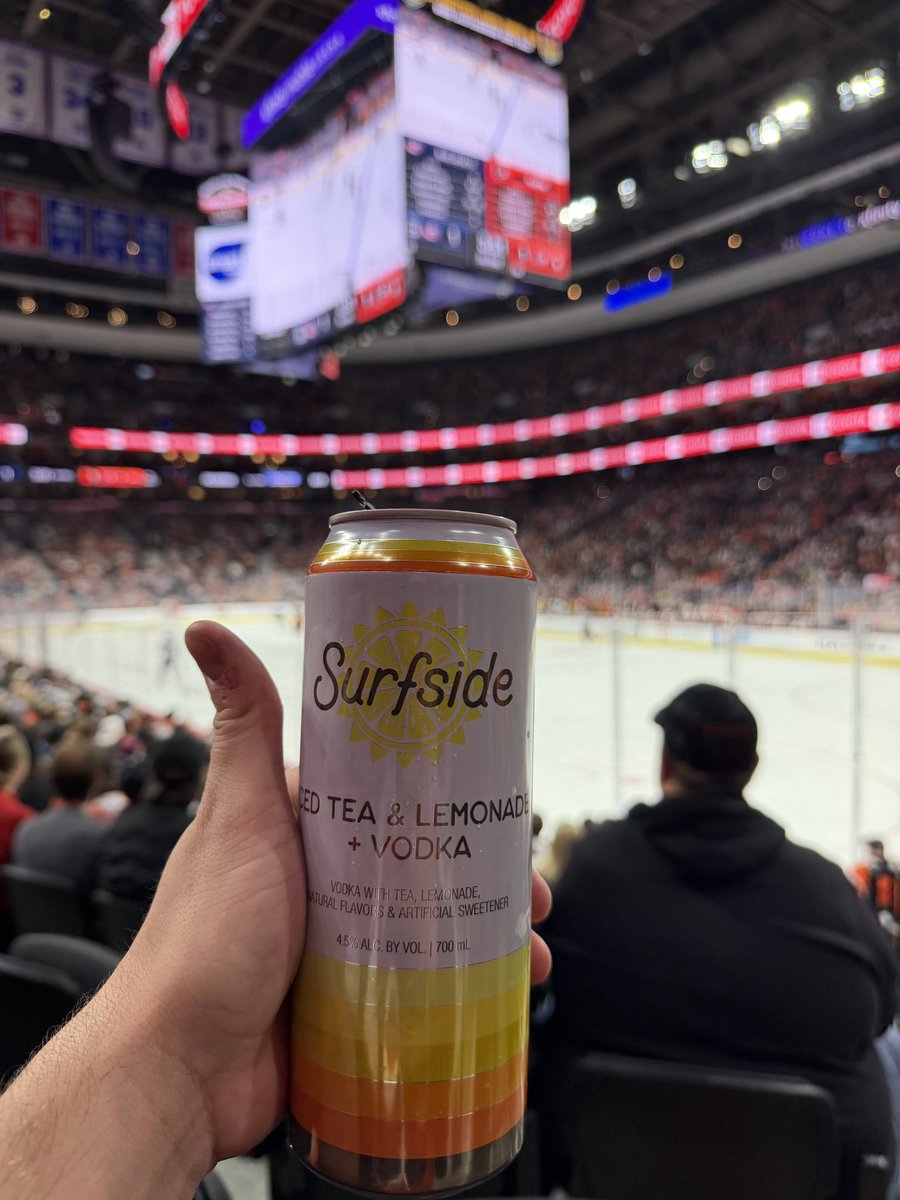 Surfside
CED TEA & LEMONADE
+ VODKA
VODKA WITH TEA, LEMONADE,
NATURAL FLAVORS & ARTIFICIAL SWEETENER
4.5% ALC. BY VOL. | 700 mL